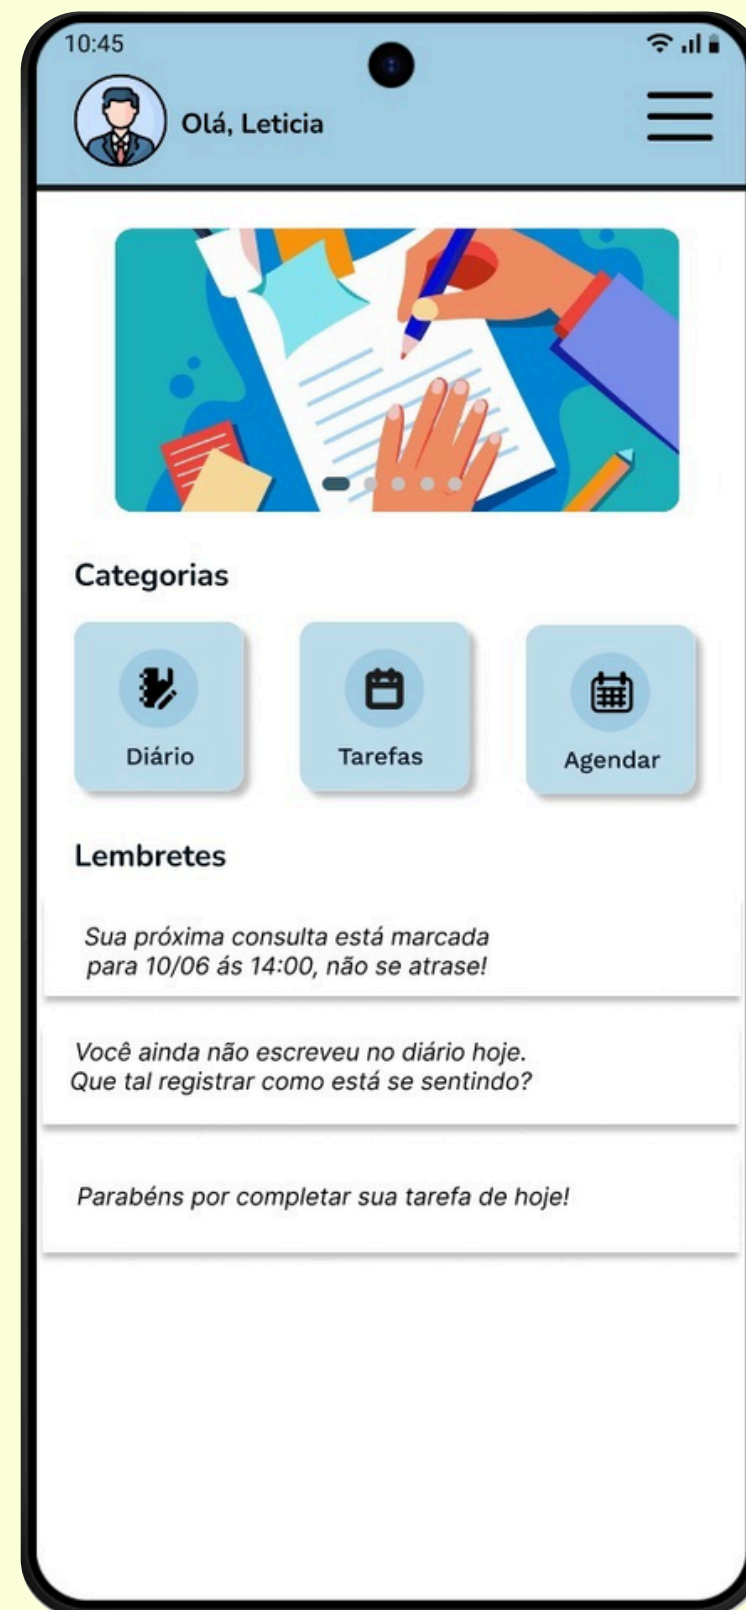 10:45
Olá, Leticia
Categorias
Diário
Tarefas
Agendar
Lembretes
Sua próxima consulta está marcada
para 10/06 ás 14:00, não se atrase!
Você ainda não escreveu no diário hoje.
Que tal registrar como está se sentindo?
Parabéns por completar sua tarefa de hoje!